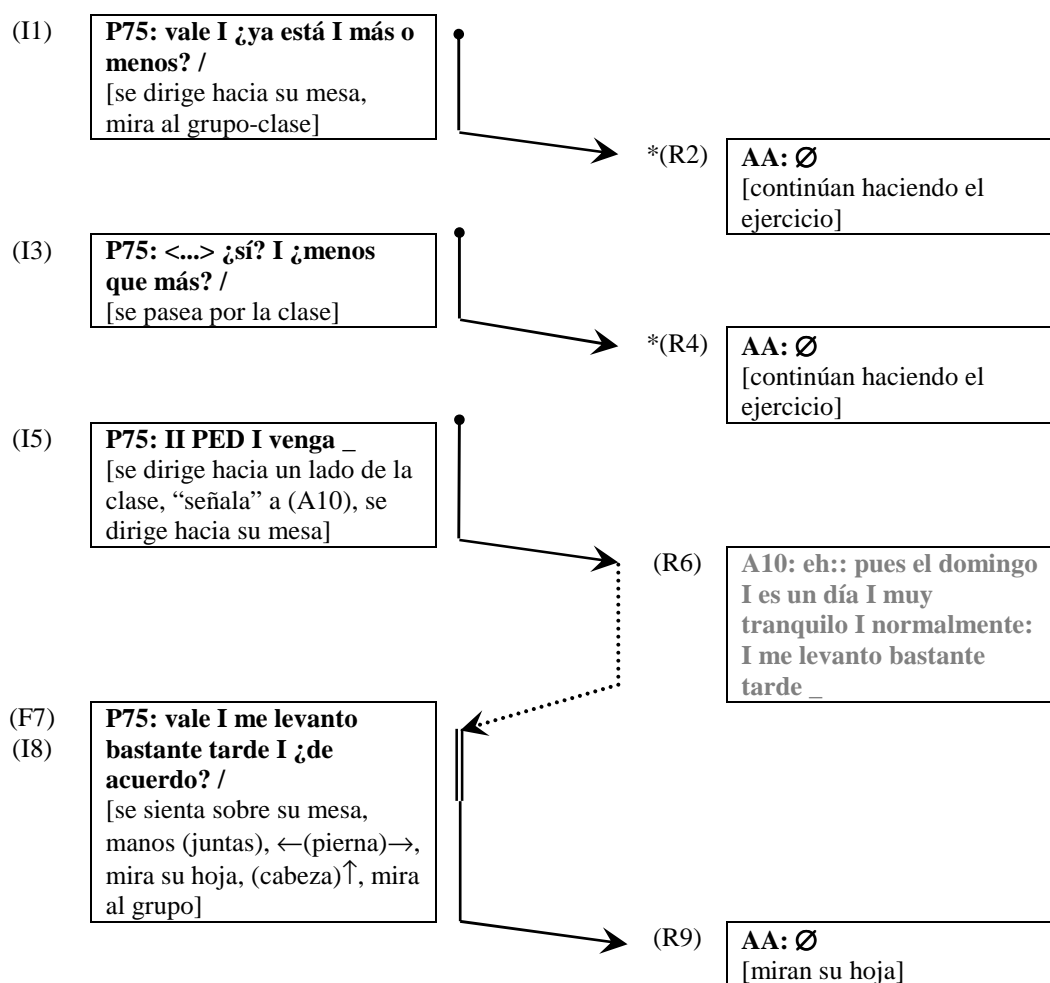 (I1)
P75: vale I ¿ya está I más o
menos? /
[se dirige hacia su mesa,
mira al grupo-clase]
*(R2)
AA: Ø
[continúan haciendo el
ejercicio]
(I3)
P75: <...> ¿sí? I ¿menos
que más? /
[se pasea por la clase]
*(R4)
AA: Ø
[continúan haciendo el
ejercicio]
(I5)
P75: II PED I venga _
[se dirige hacia un lado de la
clase, “señala” a (A10), se
dirige hacia su mesa]
(R6)
A10: eh:: pues el domingo
I es un día I muy
tranquilo I normalmente:
I me levanto bastante
tarde _
(F7)
(I8)
P75: vale I me levanto
bastante tarde I ¿de
acuerdo? /
[se sienta sobre su mesa,
manos (juntas), ←(pierna)→,
mira su hoja, (cabeza)↑, mira
al grupo]
(R9)
AA: Ø
[miran su hoja]